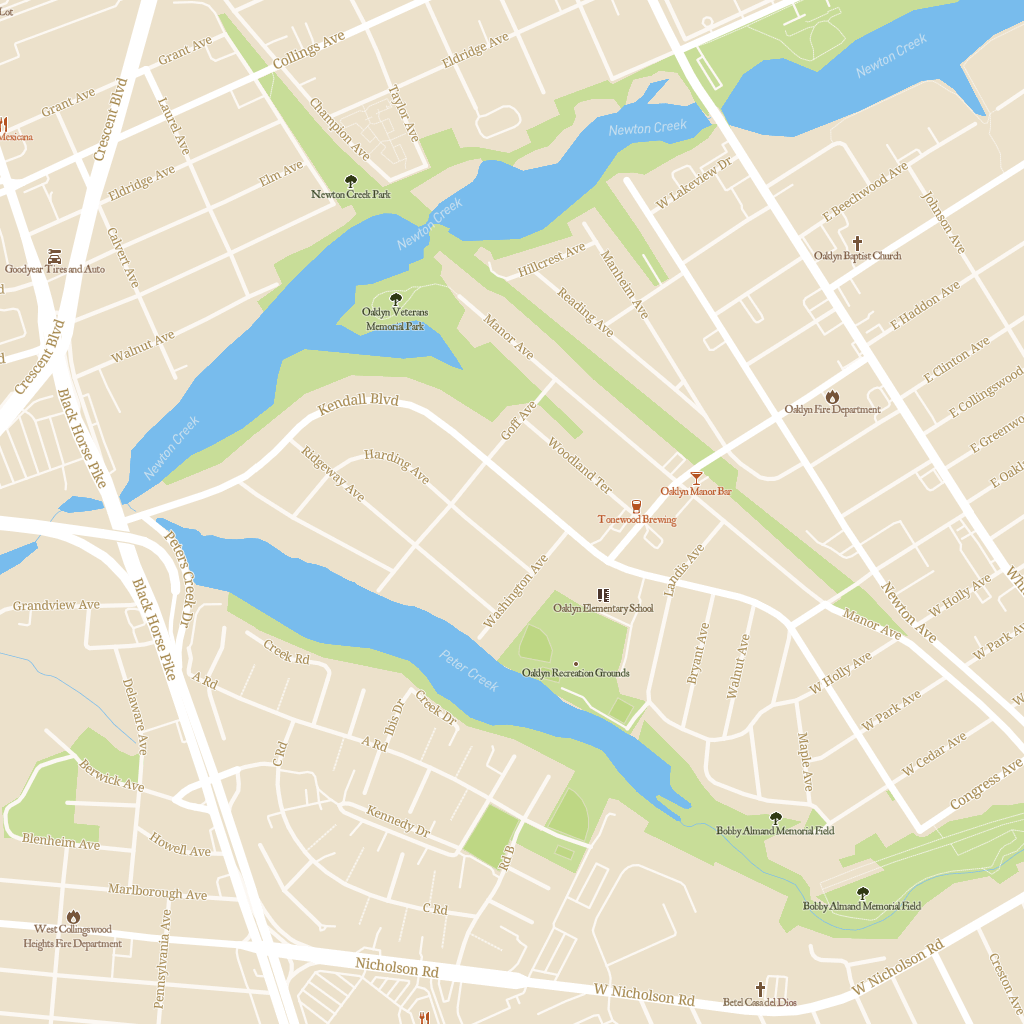 Lot
Grant Ave
Collings Ave
Eldridge Ave
Newton Creek
Crescent Blvd
Grant Ave
Laurel Ave
Champion Ave
Taylor Ave
Newton Creek
Mexicana
Elm Ave
Eldridge Ave
Newton Creek Park
W Lakeview Dr
E Beechwood Ave
Johnson Ave
Newton Creek
Calvert Ave
Goodyear Tires and Auto
Hillcrest Ave
Manheim Ave
Oaklyn Baptist Church
Reading Ave
E Haddon Ave
Oaklyn Veterans
Memorial Park
Manor Ave
Walnut Ave
Crescent Blvd
E Clinton Ave
E Collingswood
Kendall Blvd
Oaklyn Fire Department
Goff Ave
E Greenwo
Black Horse Pike
Newton Creek
Harding Ave
Ridgeway Ave
Woodland Ter
E Oakl
Oaklyn Manor Bar
Tonewood Brewing
Peters Creek Dr
Washington Ave
Landis Ave
Whi
Grandview Ave
Black Horse Pike
Oaklyn Elementary School
Newton Ave
W Holly Ave
Manor Ave
W Park A
Creek Rd
Bryant Ave
Walnut Ave
Peter Creek
Oaklyn Recreation Grounds
W Holly Ave
W
A Rd
Delaware Ave
Ibis Dr
Creek Dr
W Park Ave
C Rd
A Rd
Maple Ave
W Cedar Ave
Berwick Ave
Congress Ave
Kennedy Dr
Bobby Almand Memorial Field
Blenheim Ave
Howell Ave
Rd B
Marlborough Ave
C Rd
Bobby Almand Memorial Field
West Collingswood
Heights Fire Department
Pennsylvania Ave
Nicholson Rd
W Nicholson Rd
W Nicholson Rd
Creston Ave
Betel Casa del Dios